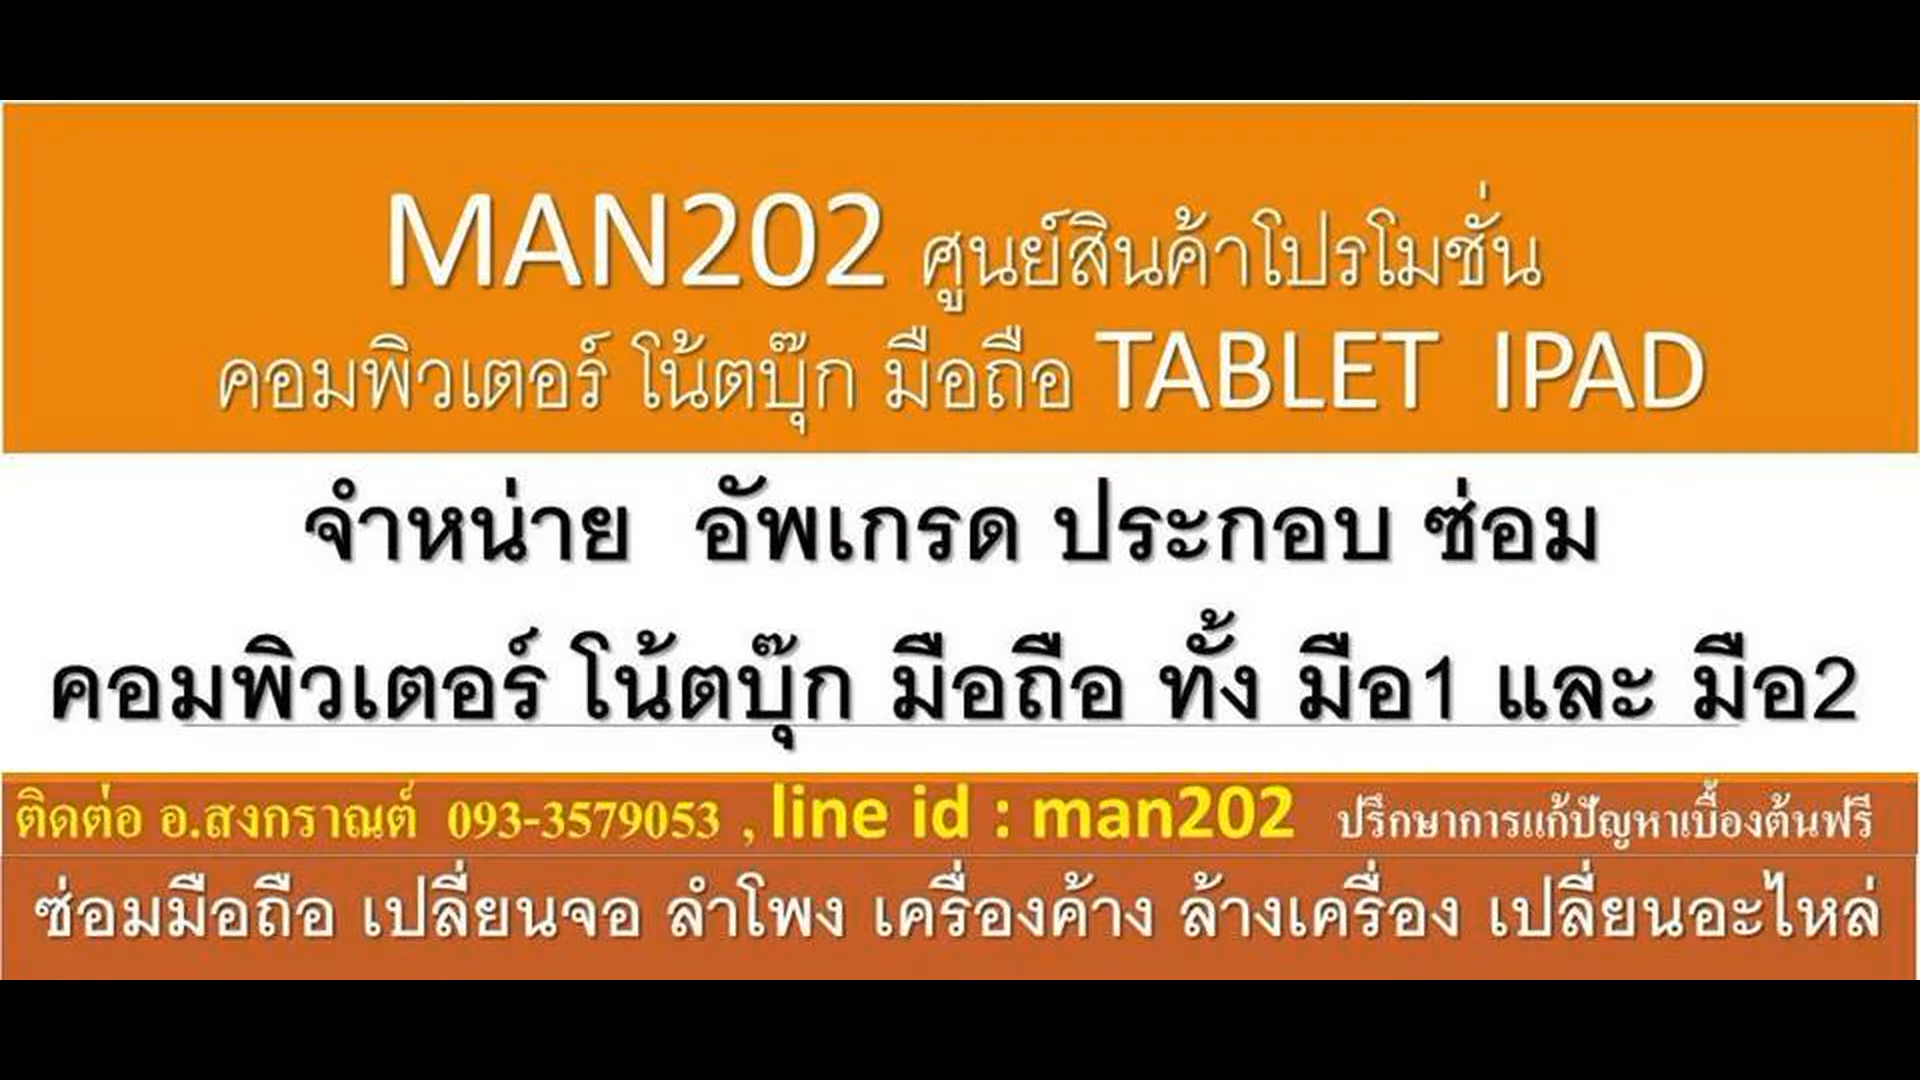 MAN202 ศูนย์สินค้าโปรโมชั่น
คอมพิวเตอร์ โน้ตบุ๊ก มือถือ TABLET IPAD
จำหน่าย อัพเกรด ประกอบ ซ่อม
คอมพิวเตอร์ โน้ตบุ๊ก มือถือ ทั้ง มือ1 และ มือ2
ติดต่อ อ.สงกราณต์ 093-3579053 , line id : man202 ปรึกษาการแก้ปัญหาเบื้องต้นฟรี
ซ่อมมือถือ เปลี่ยนจอ ลำโพง เครื่องค้าง ล้างเครื่อง เปลี่ยนอะไหล่